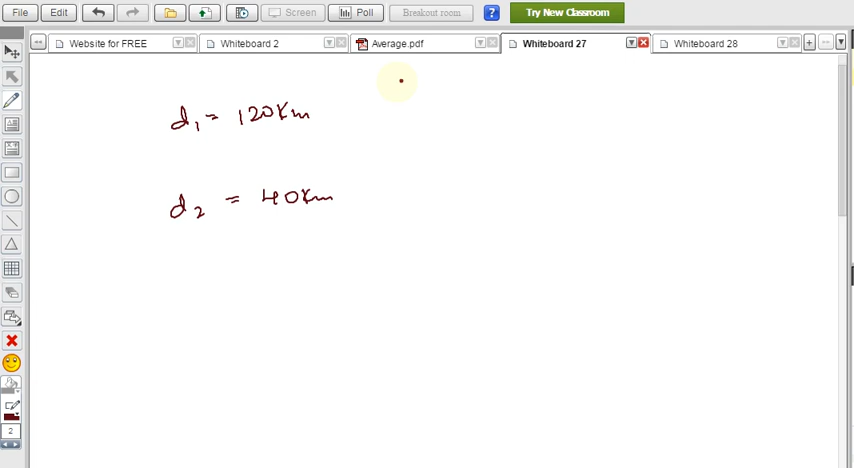 File Edit Screen Poll Breakout room ? Try New Classroom
Website for FREE Whiteboard 2 Average.pdf Whiteboard 27 Whiteboard 28
d₁ = 120Km
d₂ = 40Km
2